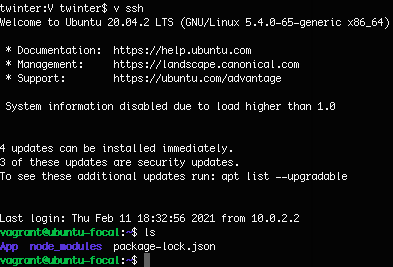 twinter:V twinter$ v ssh
Welcome to Ubuntu 20.04.2 LTS (GNU/Linux 5.4.0-65-generic x86_64)
* Documentation: https://help.ubuntu.com
* Management: https://landscape.canonical.com
* Support: https://ubuntu.com/advantage
System information disabled due to load higher than 1.0
4 updates can be installed immediately.
3 of these updates are security updates.
To see these additional updates run: apt list --upgradable
Last login: Thu Feb 11 18:32:56 2021 from 10.0.2.2
vagrant@ubuntu-focal:~$ ls
App node_modules package-lock.json
vagrant@ubuntu-focal:~$